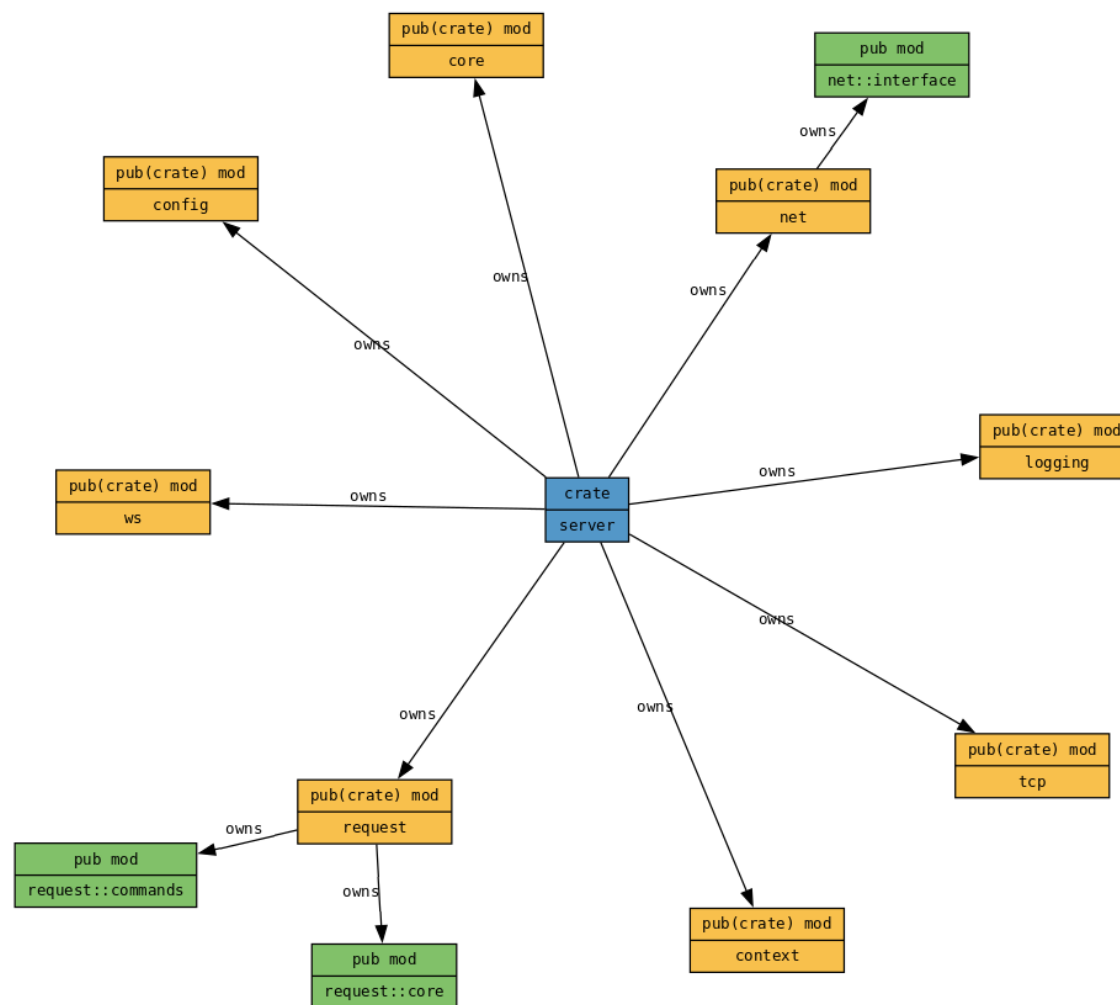 pub(crate) mod
core
pub mod
net::interface
owns
pub(crate) mod
config
pub(crate) mod
net
owns
owns
owns
pub(crate) mod
logging
owns
pub(crate) mod
ws
owns
crate
server
owns
owns
owns
pub(crate) mod
tcp
pub(crate) mod
request
owns
pub mod
request::commands
owns
pub(crate) mod
context
pub mod
request::core